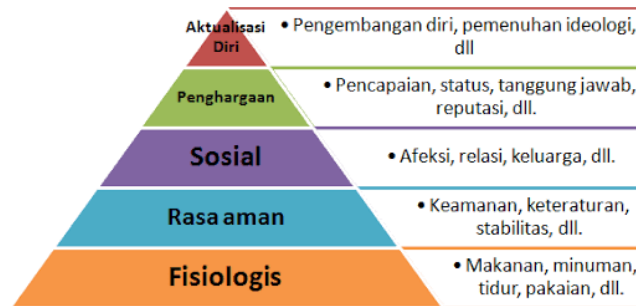 Aktualisasi
Diri
• Pengembangan diri, pemenuhan ideologi,
dll
Penghargaan
• Pencapaian, status, tanggung jawab,
reputasi, dll.
Sosial
• Afeksi, relasi, keluarga, dll.
Rasa aman
• Keamanan, keteraturan,
stabilitas, dll.
Fisiologis
• Makanan, minuman,
tidur, pakaian, dll.